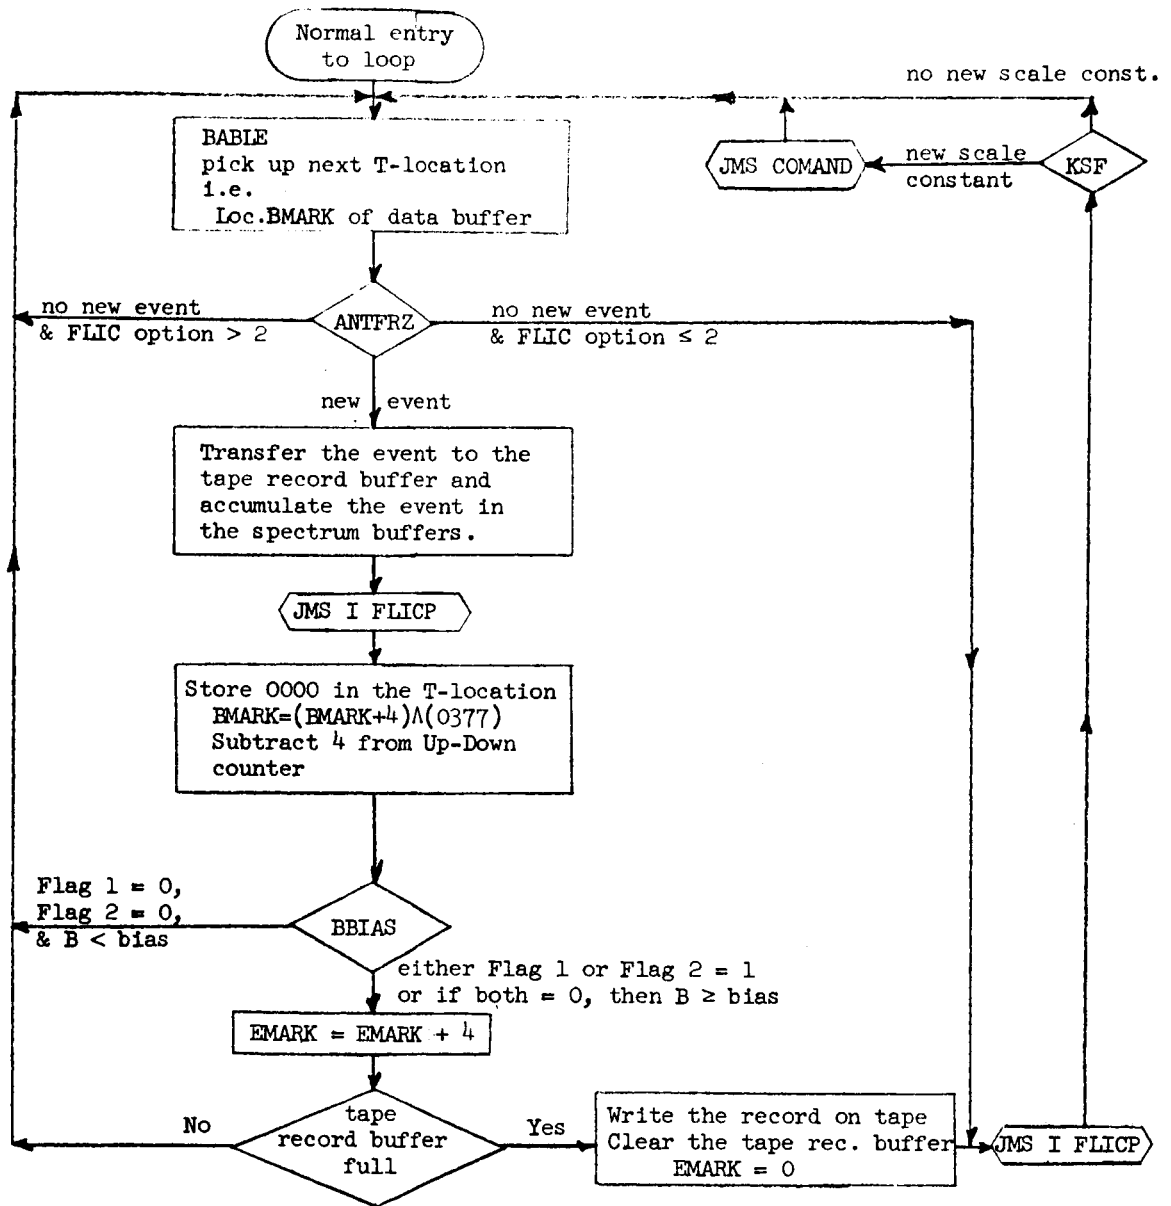 Normal entry
to loop
no new scale const.
BABLE
pick up next T-location
i.e.
Loc.BMARK of data buffer
JMS COMAND
new scale
constant
KSF
no new event
& FLIC option > 2
ANTFRZ
no new event
& FLIC option ≤ 2
new event
Transfer the event to the
tape record buffer and
accumulate the event in
the spectrum buffers.
JMS I FLICP
Store 0000 in the T-location
BMARK=(BMARK+4)Λ(0377)
Subtract 4 from Up-Down
counter
Flag 1 = 0,
Flag 2 = 0,
& B < bias
BBIAS
either Flag 1 or Flag 2 = 1
or if both = 0, then B ≥ bias
EMARK = EMARK + 4
No
tape
record buffer
full
Yes
Write the record on tape
Clear the tape rec. buffer
EMARK = 0
JMS I FLICP